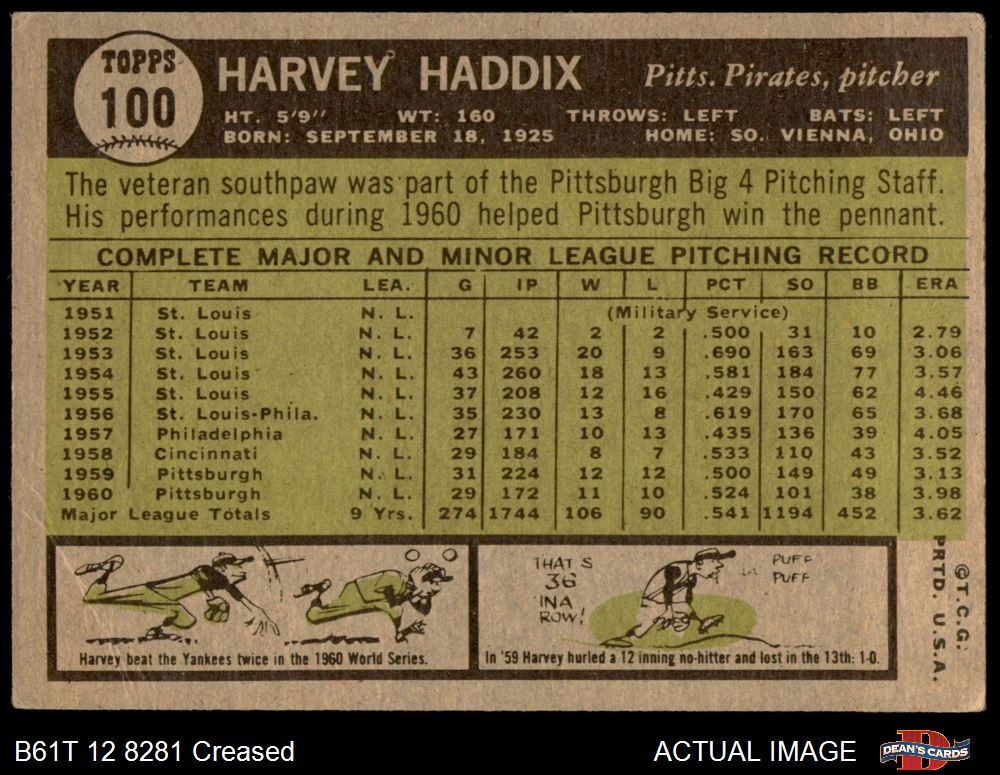 TOPPS
100
HARVEY HADDIX
Pitts. Pirates, pitcher
HT. 5'9" WT: 160 THROWS: LEFT BATS: LEFT
BORN: SEPTEMBER 18, 1925 HOME: SO. VIENNA, OHIO
The veteran southpaw was part of the Pittsburgh Big 4 Pitching Staff.
His performances during 1960 helped Pittsburgh win the pennant.
COMPLETE MAJOR AND MINOR LEAGUE PITCHING RECORD
YEAR TEAM LEA. G IP W L PCT SO BB ERA
1951 St. Louis N. L. (Military Service)
1952 St. Louis N. L. 7 42 2 2 .500 31 10 2.79
1953 St. Louis N. L. 36 253 20 9 .690 163 69 3.06
1954 St. Louis N. L. 43 260 18 13 .581 184 77 3.57
1955 St. Louis N. L. 37 208 12 16 .429 150 62 4.46
1956 St. Louis-Phila. N. L. 35 230 13 8 .619 170 65 3.68
1957 Philadelphia N. L. 27 171 10 13 .435 136 39 4.05
1958 Cincinnati N. L. 29 184 8 7 .533 110 43 3.52
1959 Pittsburgh N. L. 31 224 12 12 .500 149 49 3.13
1960 Pittsburgh N. L. 29 172 11 10 .524 101 38 3.98
Major League Totals 9 Yrs. 274 1744 106 90 .541 1194 452 3.62
Harvey beat the Yankees twice in the 1960 World Series.
THAT'S
36
IN A
ROW!
PUFF
PUFF
In '59 Harvey hurled a 12 inning no-hitter and lost in the 13th: 1-0.
©T.C.G.
PRTD. U.S.A.
B61T 12 8281 Creased
ACTUAL IMAGE
DEAN'S CARDS